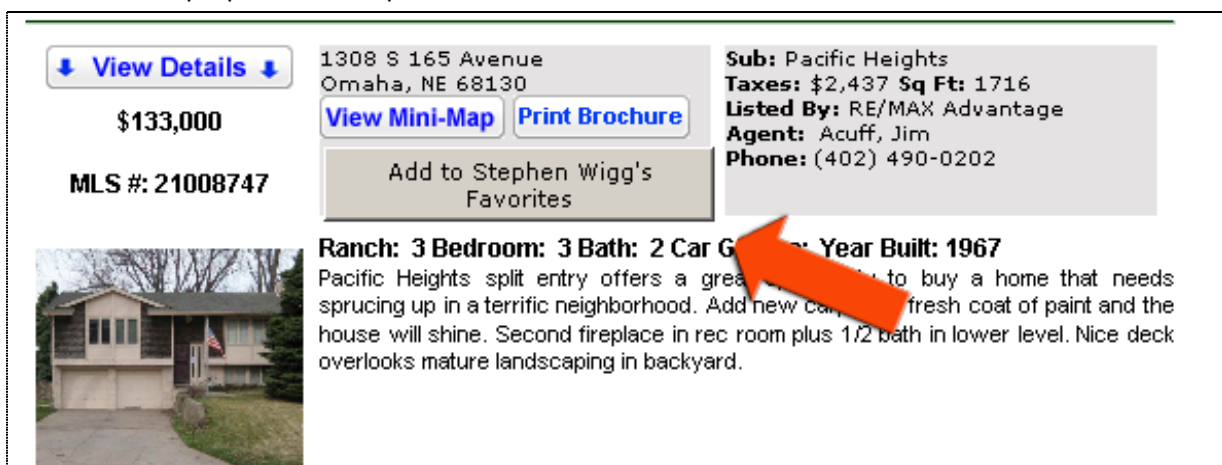 View Details
$133,000
MLS #: 21008747
1308 S 165 Avenue
Omaha, NE 68130
View Mini-Map Print Brochure
Add to Stephen Wigg's
Favorites
Sub: Pacific Heights
Taxes: $2,437 Sq Ft: 1716
Listed By: RE/MAX Advantage
Agent: Acuff, Jim
Phone: (402) 490-0202
Ranch: 3 Bedroom: 3 Bath: 2 Car Year Built: 1967
Pacific Heights split entry offers a to buy a home that needs
sprucing up in a terrific neighborhood. Add new fresh coat of paint and the
house will shine. Second fireplace in rec room plus 1/2 bath in lower level. Nice deck
overlooks mature landscaping in backyard.